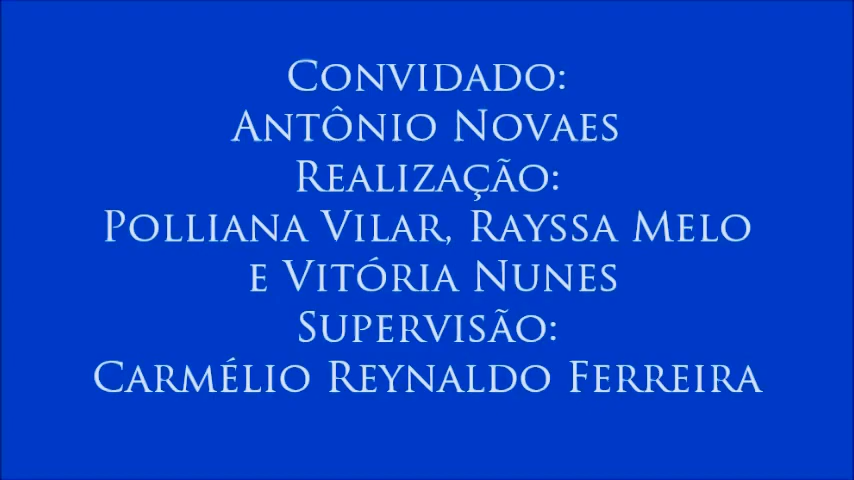 Convidado:
Antônio Novaes
Realização:
Polliana Vilar, Rayssa Melo
e Vitória Nunes
Supervisão:
Carmélio Reynaldo Ferreira